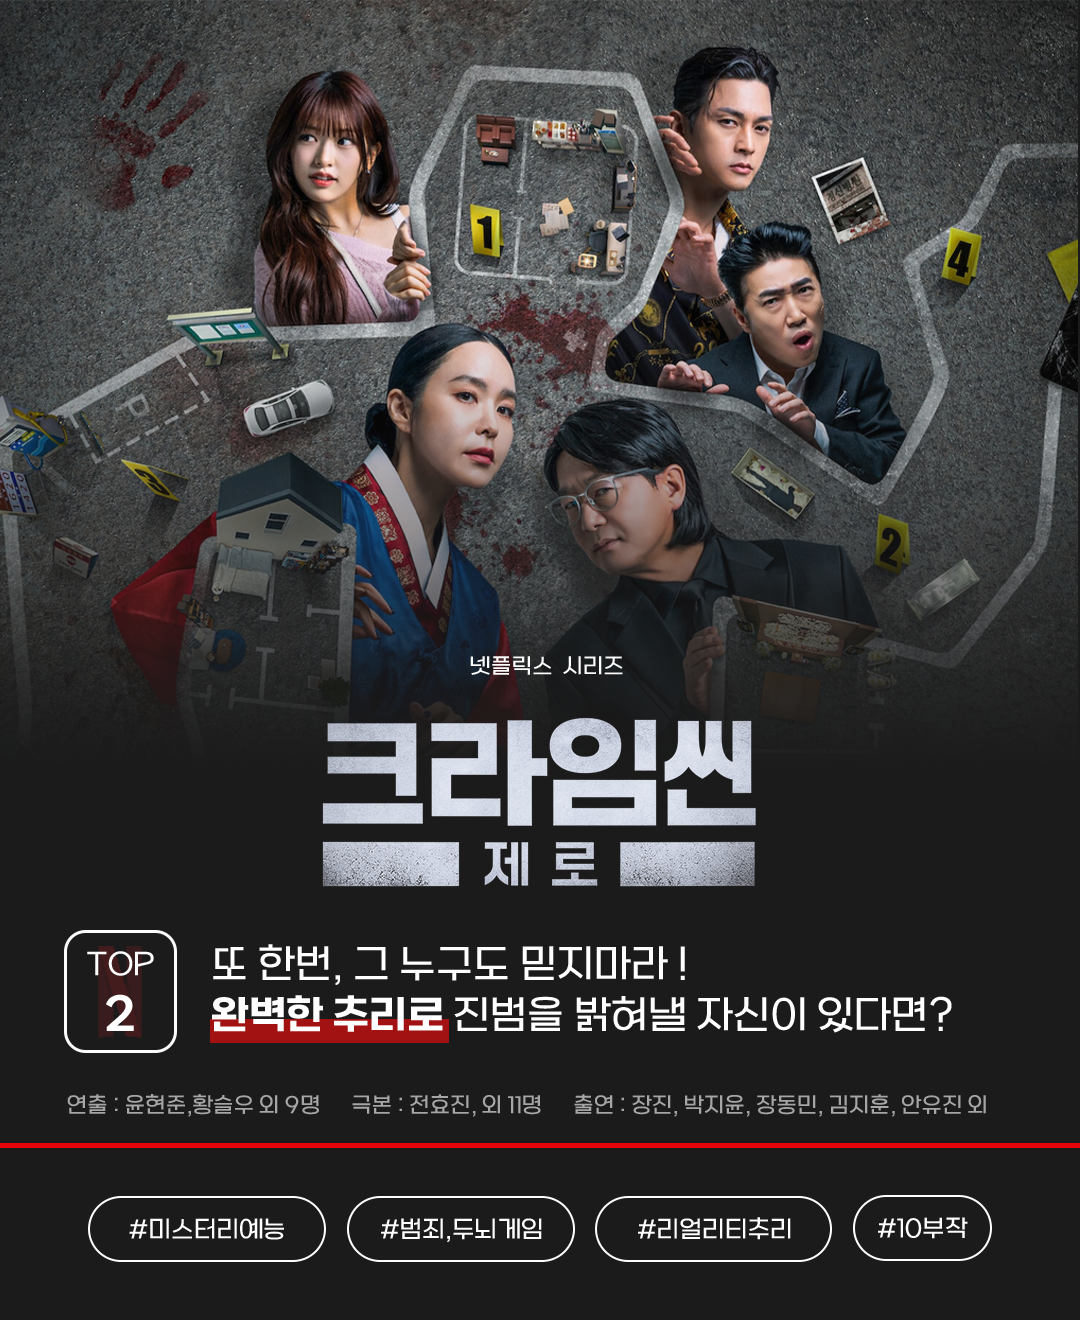 1
4
2
P
넷플릭스 시리즈
크라임씬
제로
TOP
2
또 한번, 그 누구도 믿지마라 !
완벽한 추리로 진범을 밝혀낼 자신이 있다면?
연출 : 윤현준,황슬우 외 9명 극본 : 전효진, 외 11명 출연 : 장진, 박지윤, 장동민, 김지훈, 안유진 외
#미스터리예능 #범죄,두뇌게임 #리얼리티추리 #10부작